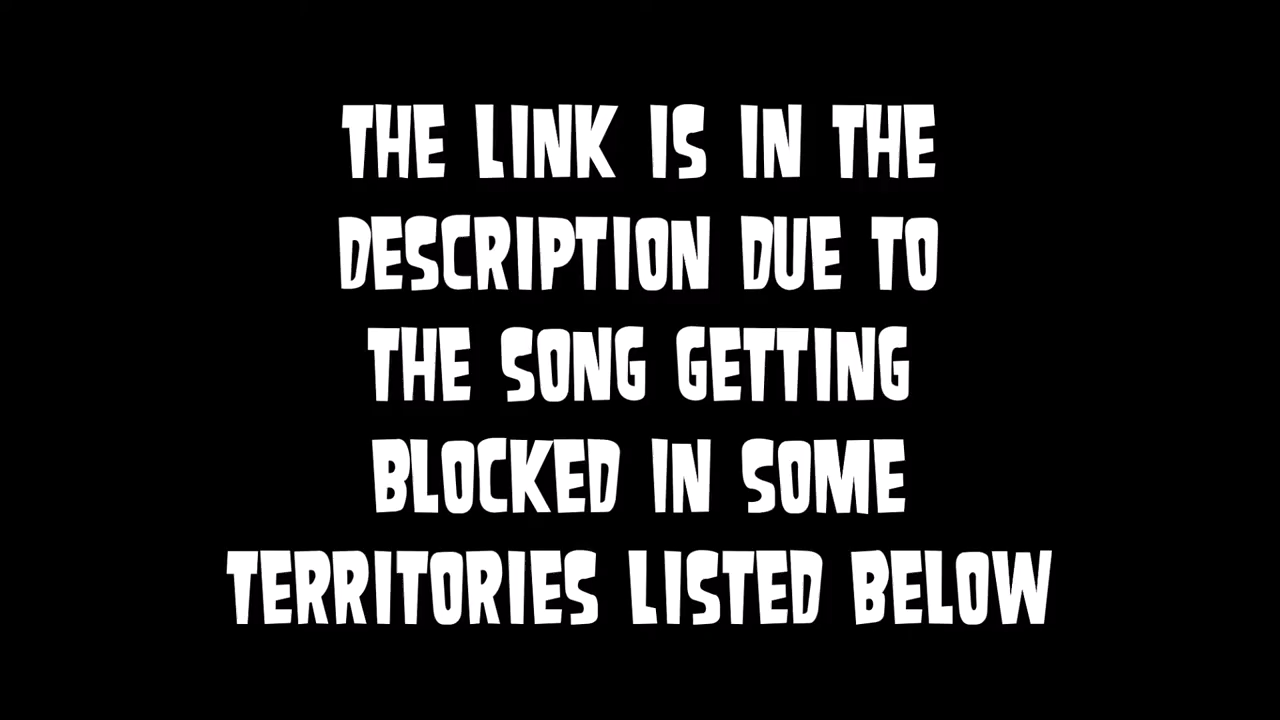 THE LINK IS IN THE
DESCRIPTION DUE TO
THE SONG GETTING
BLOCKED IN SOME
TERRITORIES LISTED BELOW